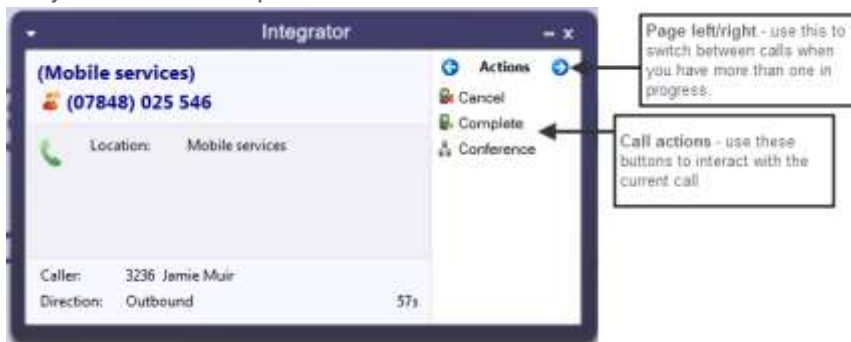 Integrator
(Mobile services)
(07848) 025 546
Location: Mobile services
Caller: 3236 Jamie Muir
Direction: Outbound 57s
Actions
Cancel
Complete
Conference
Page left/right - use this to
switch between calls when
you have more than one in
progress.
Call actions - use these
buttons to interact with the
current call